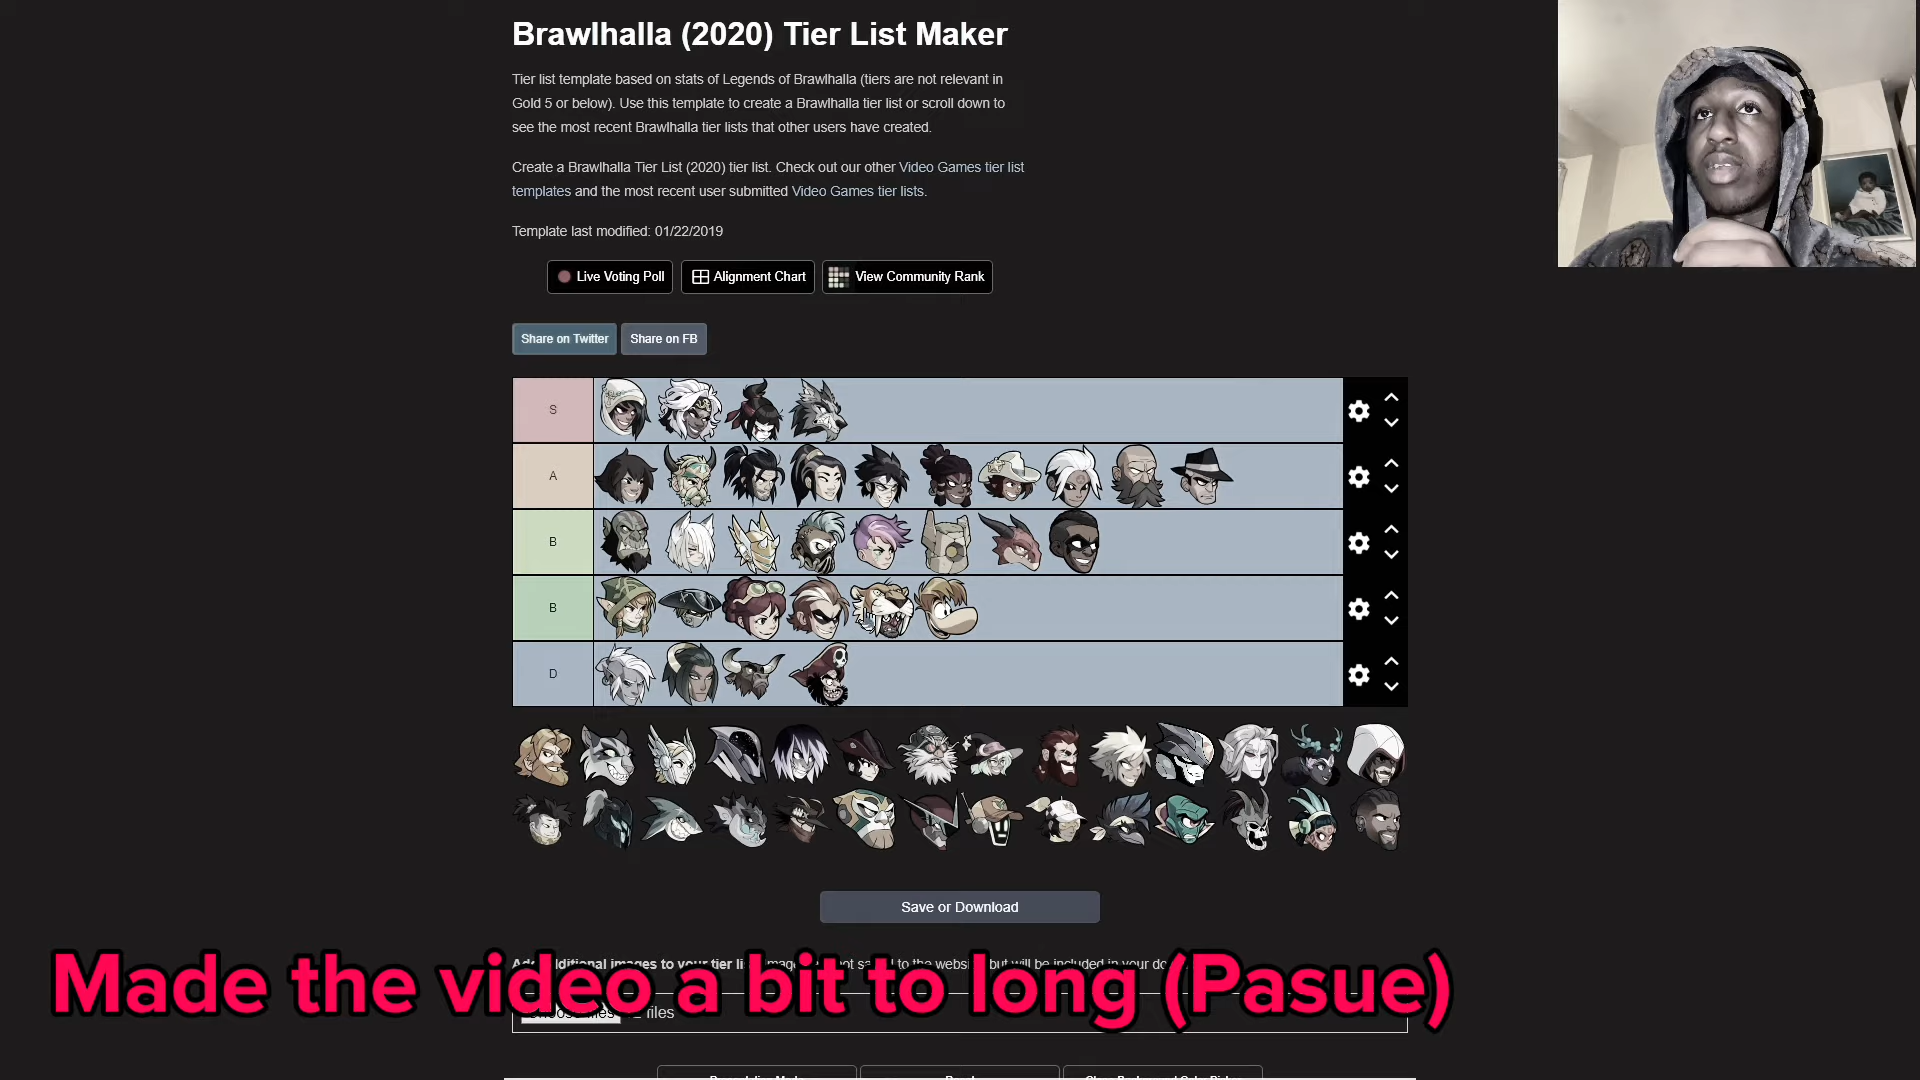 Brawlhalla (2020) Tier List Maker
Tier list template based on stats of Legends of Brawlhalla (tiers are not relevant in
Gold 5 or below). Use this template to create a Brawlhalla tier list or scroll down to
see the most recent Brawlhalla tier lists that other users have created.
Create a Brawlhalla Tier List (2020) tier list. Check out our other Video Games tier list
templates and the most recent user submitted Video Games tier lists.
Template last modified: 01/22/2019
Live Voting Poll Alignment Chart View Community Rank
Share on Twitter Share on FB
S
A
B
B
D
Save or Download
Made the video a bit to long (Pasue)
files